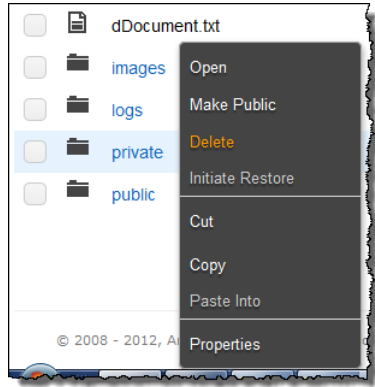 dDocument.txt
images
Open
logs
Make Public
private
Delete
Initiate Restore
public
Cut
Copy
Paste Into
© 2008 - 2012,
Properties